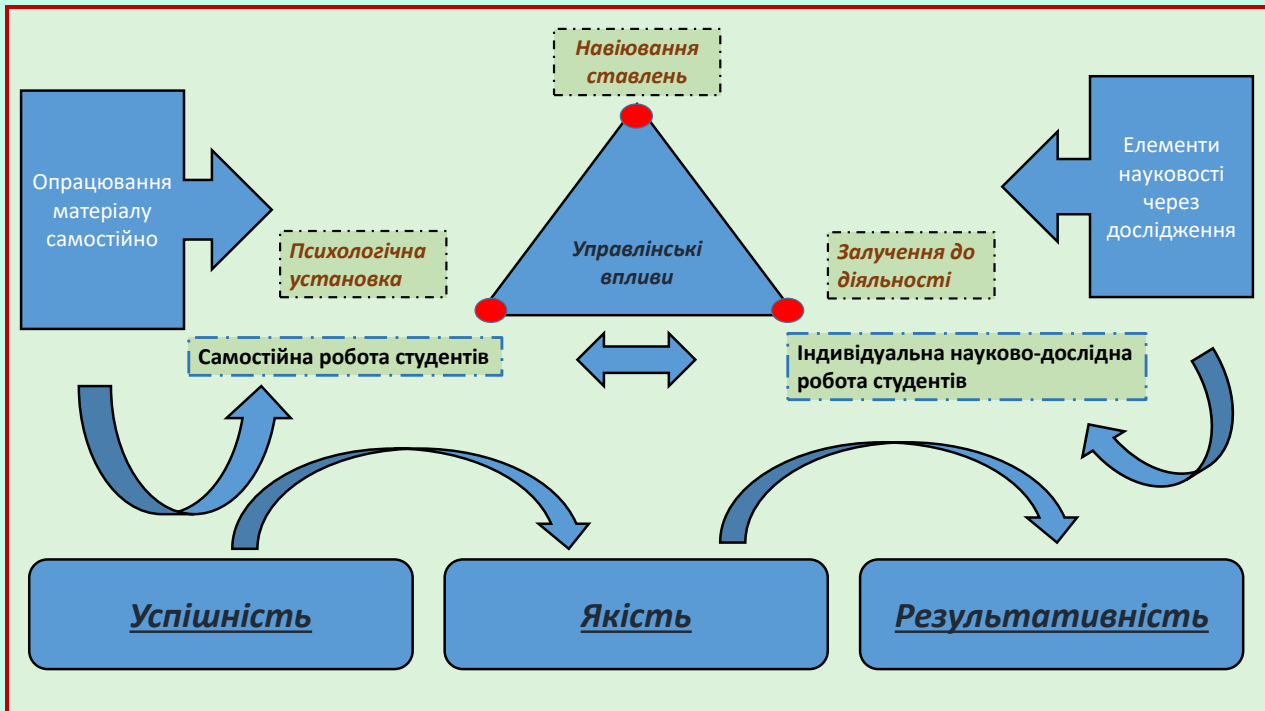 Навіювання
ставлень
Опрацювання
матеріалу
самостійно
Елементи
науковості
через
дослідження
Психологічна
установка
Управлінські
впливи
Залучення до
діяльності
Самостійна робота студентів
Індивідуальна науково-дослідна
робота студентів
Успішність
Якість
Результативність